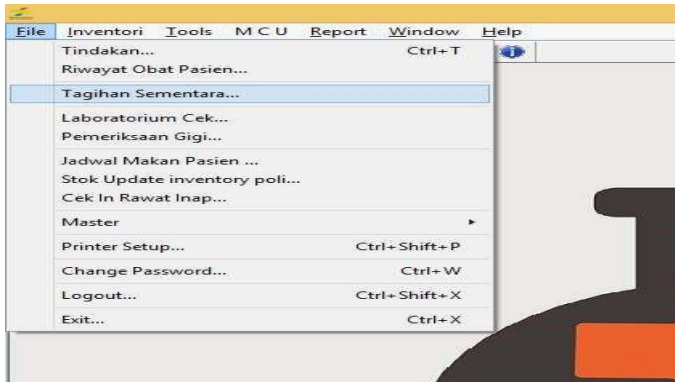 File Inventori Tools M C U Report Window Help
Tindakan... Ctrl+T
Riwayat Obat Pasien...
Tagihan Sementara...
Laboratorium Cek...
Pemeriksaan Gigi...
Jadwal Makan Pasien ...
Stok Update inventory poli...
Cek In Rawat Inap...
Master
Printer Setup... Ctrl+Shift+P
Change Password... Ctrl+W
Logout... Ctrl+Shift+X
Exit... Ctrl+X